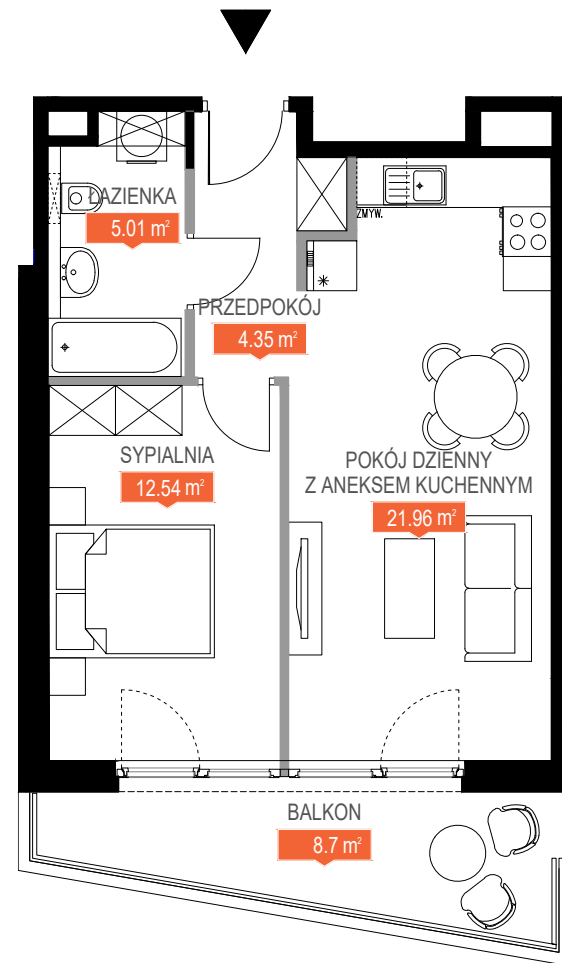 ŁAZIENKA
5.01 m²
ZMYW.
PRZEDPOKÓJ
4.35 m²
SYPIALNIA
12.54 m²
POKÓJ DZIENNY
Z ANEKSEM KUCHENNYM
21.96 m²
BALKON
8.7 m²